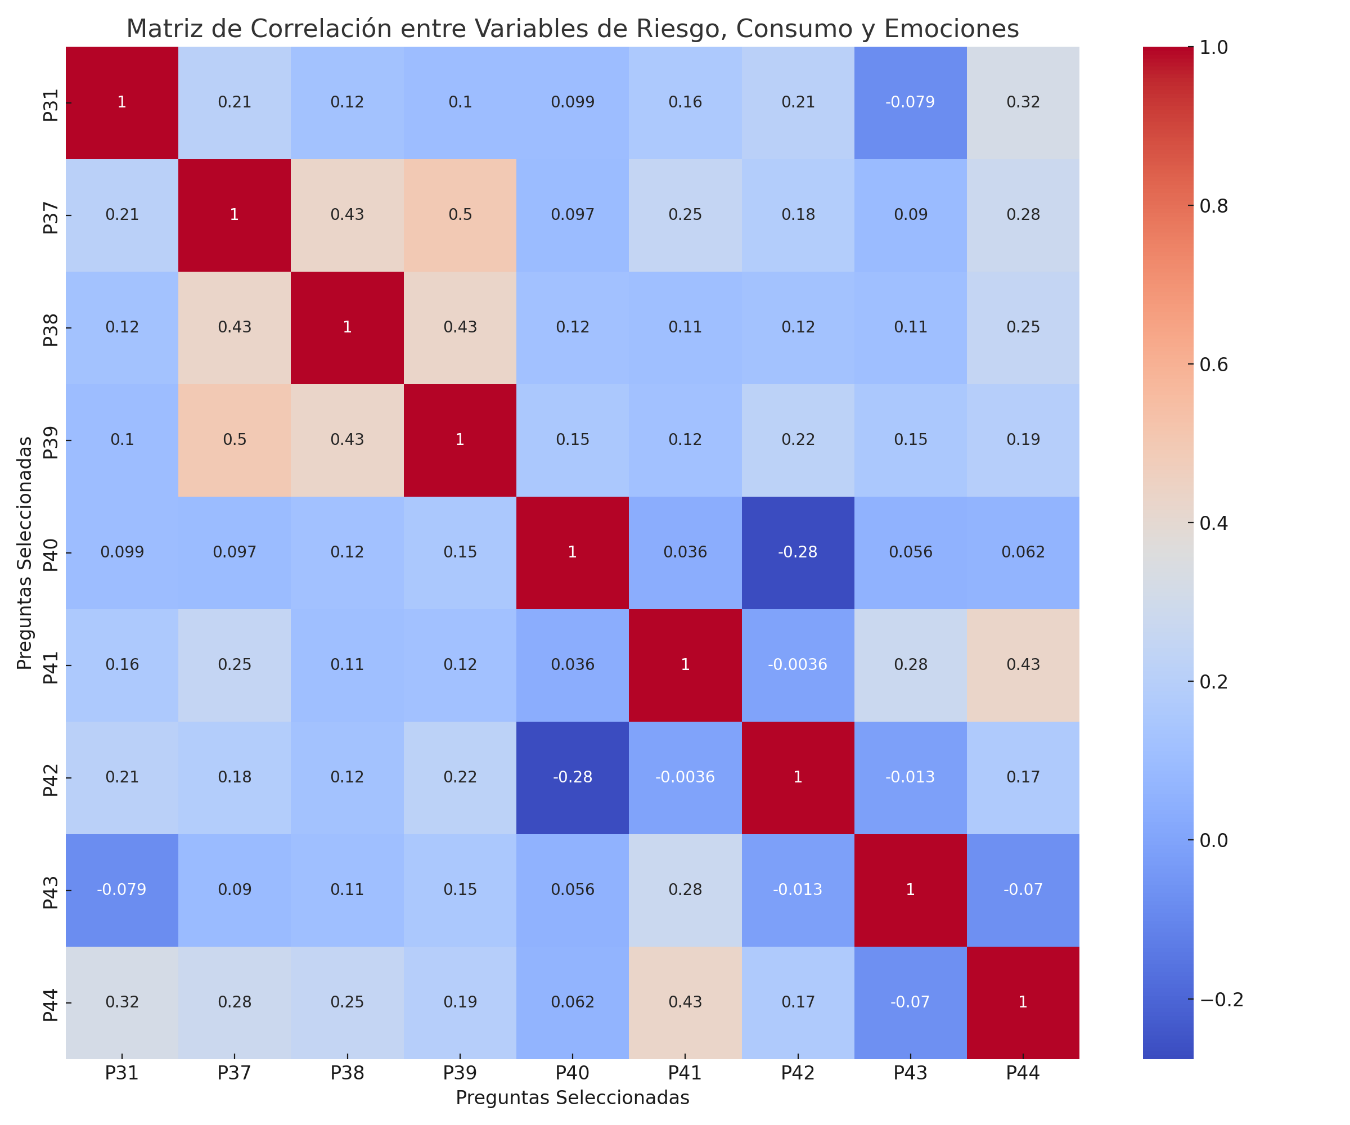 Matriz de Correlación entre Variables de Riesgo, Consumo y Emociones
P31 1 0.21 0.12 0.1 0.099 0.16 0.21 -0.079 0.32
P37 0.21 1 0.43 0.5 0.097 0.25 0.18 0.09 0.28
P38 0.12 0.43 1 0.43 0.12 0.11 0.12 0.11 0.25
P39 0.1 0.5 0.43 1 0.15 0.12 0.22 0.15 0.19
P40 0.099 0.097 0.12 0.15 1 0.036 -0.28 0.056 0.062
P41 0.16 0.25 0.11 0.12 0.036 1 -0.0036 0.28 0.43
P42 0.21 0.18 0.12 0.22 -0.28 -0.0036 1 -0.013 0.17
P43 -0.079 0.09 0.11 0.15 0.056 0.28 -0.013 1 -0.07
P44 0.32 0.28 0.25 0.19 0.062 0.43 0.17 -0.07 1
P31 P37 P38 P39 P40 P41 P42 P43 P44
Preguntas Seleccionadas
Preguntas Seleccionadas
1.0
0.8
0.6
0.4
0.2
0.0
−0.2